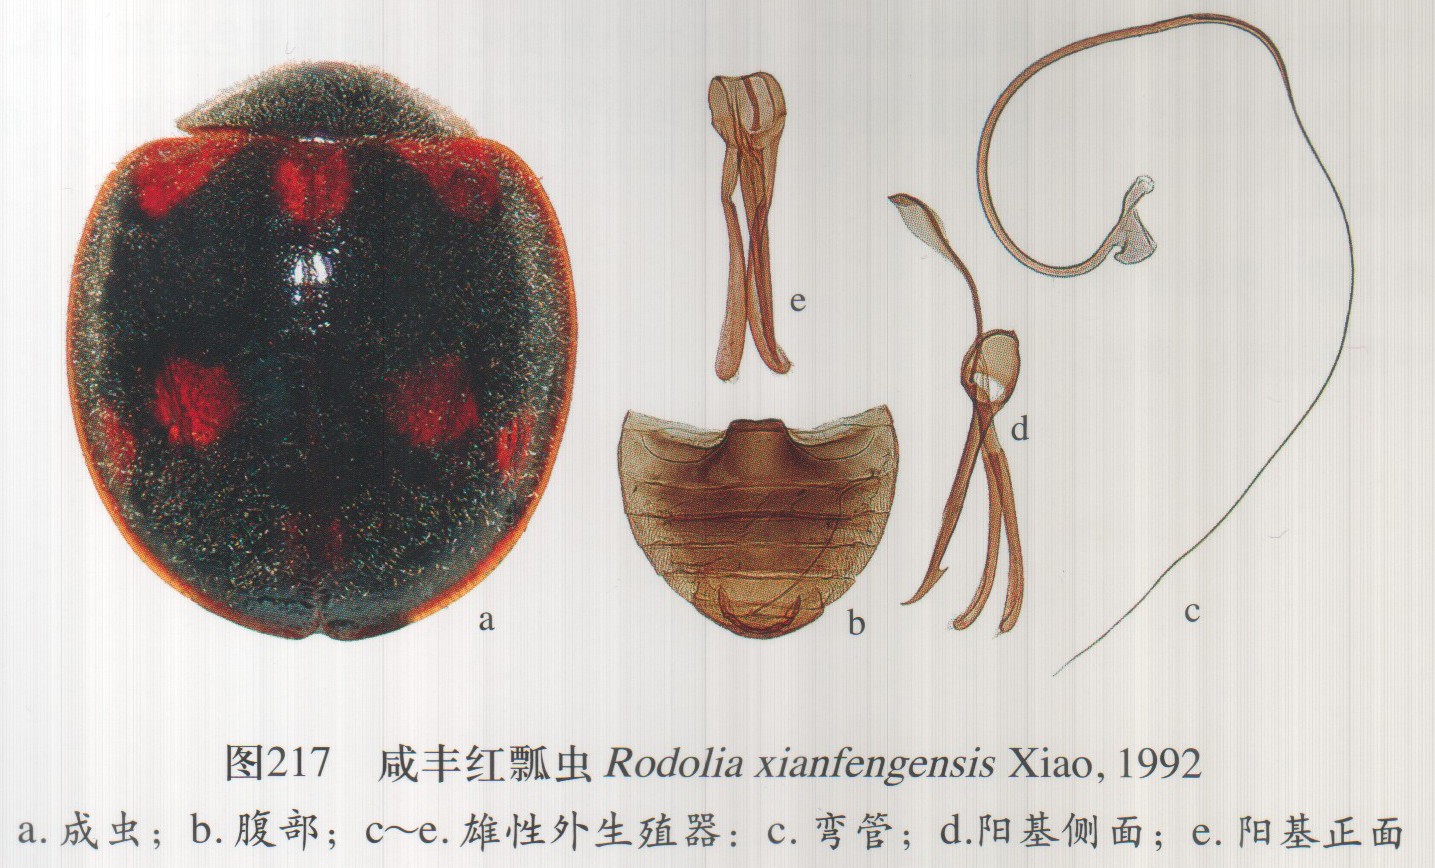 a
e
b
d
c
图217 咸丰红瓢虫 Rodolia xianfengensis Xiao, 1992
a. 成虫；b. 腹部；c～e. 雄性外生殖器：c. 弯管；d.阳基侧面；e. 阳基正面